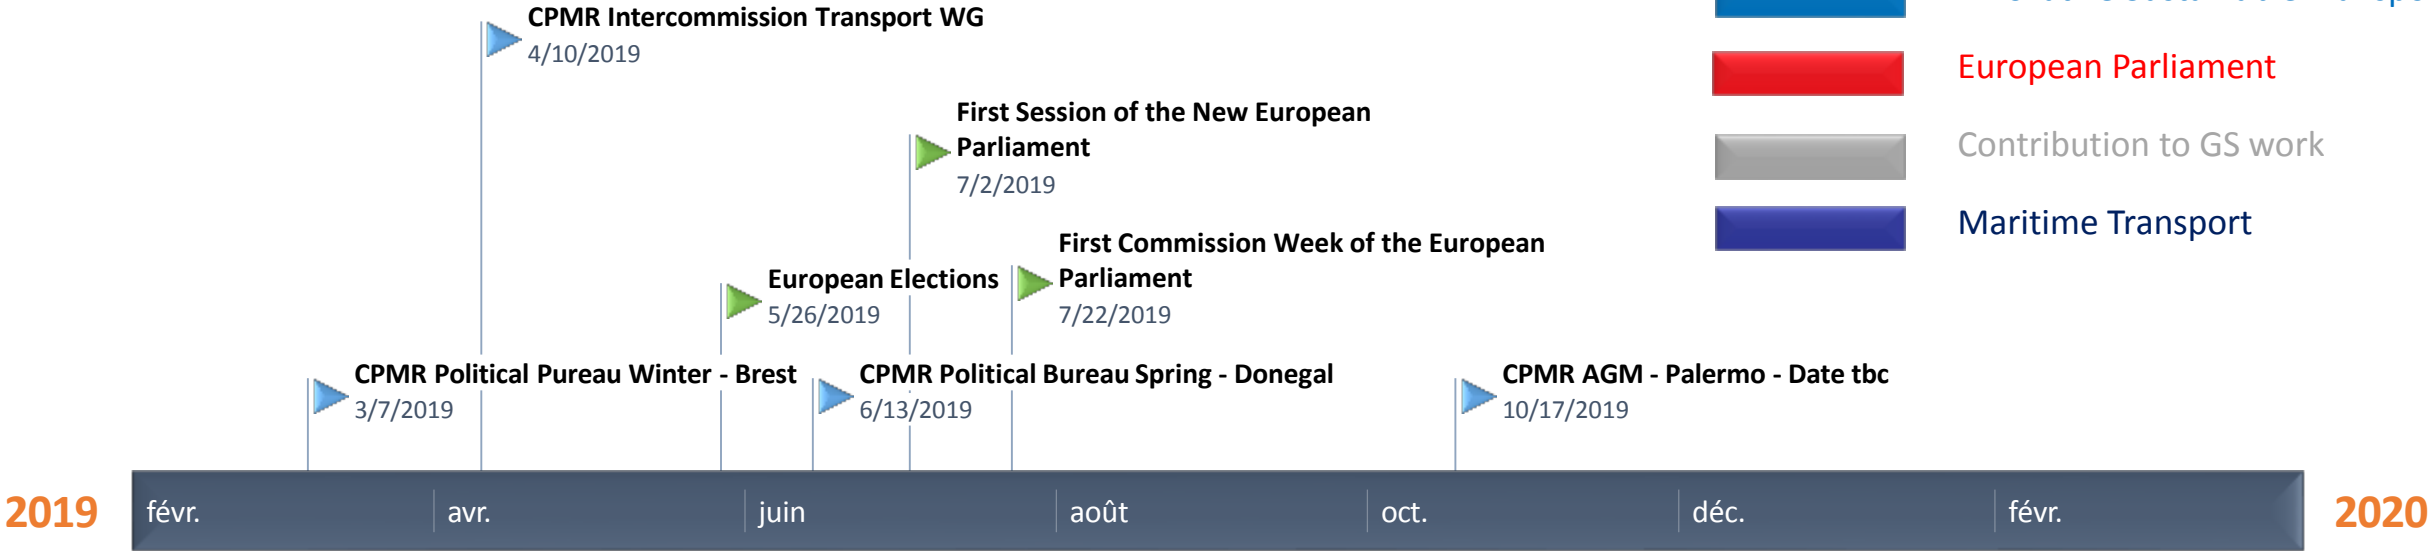 CPMR Intercommission Transport WG
4/10/2019
European Parliament
First Session of the New European
Parliament
7/2/2019
Contribution to GS work
Maritime Transport
First Commission Week of the European
Parliament
7/22/2019
European Elections
5/26/2019
CPMR Political Pureau Winter - Brest
3/7/2019
CPMR Political Bureau Spring - Donegal
6/13/2019
CPMR AGM - Palermo - Date tbc
10/17/2019
2019
févr.
avr.
juin
août
oct.
déc.
févr.
2020